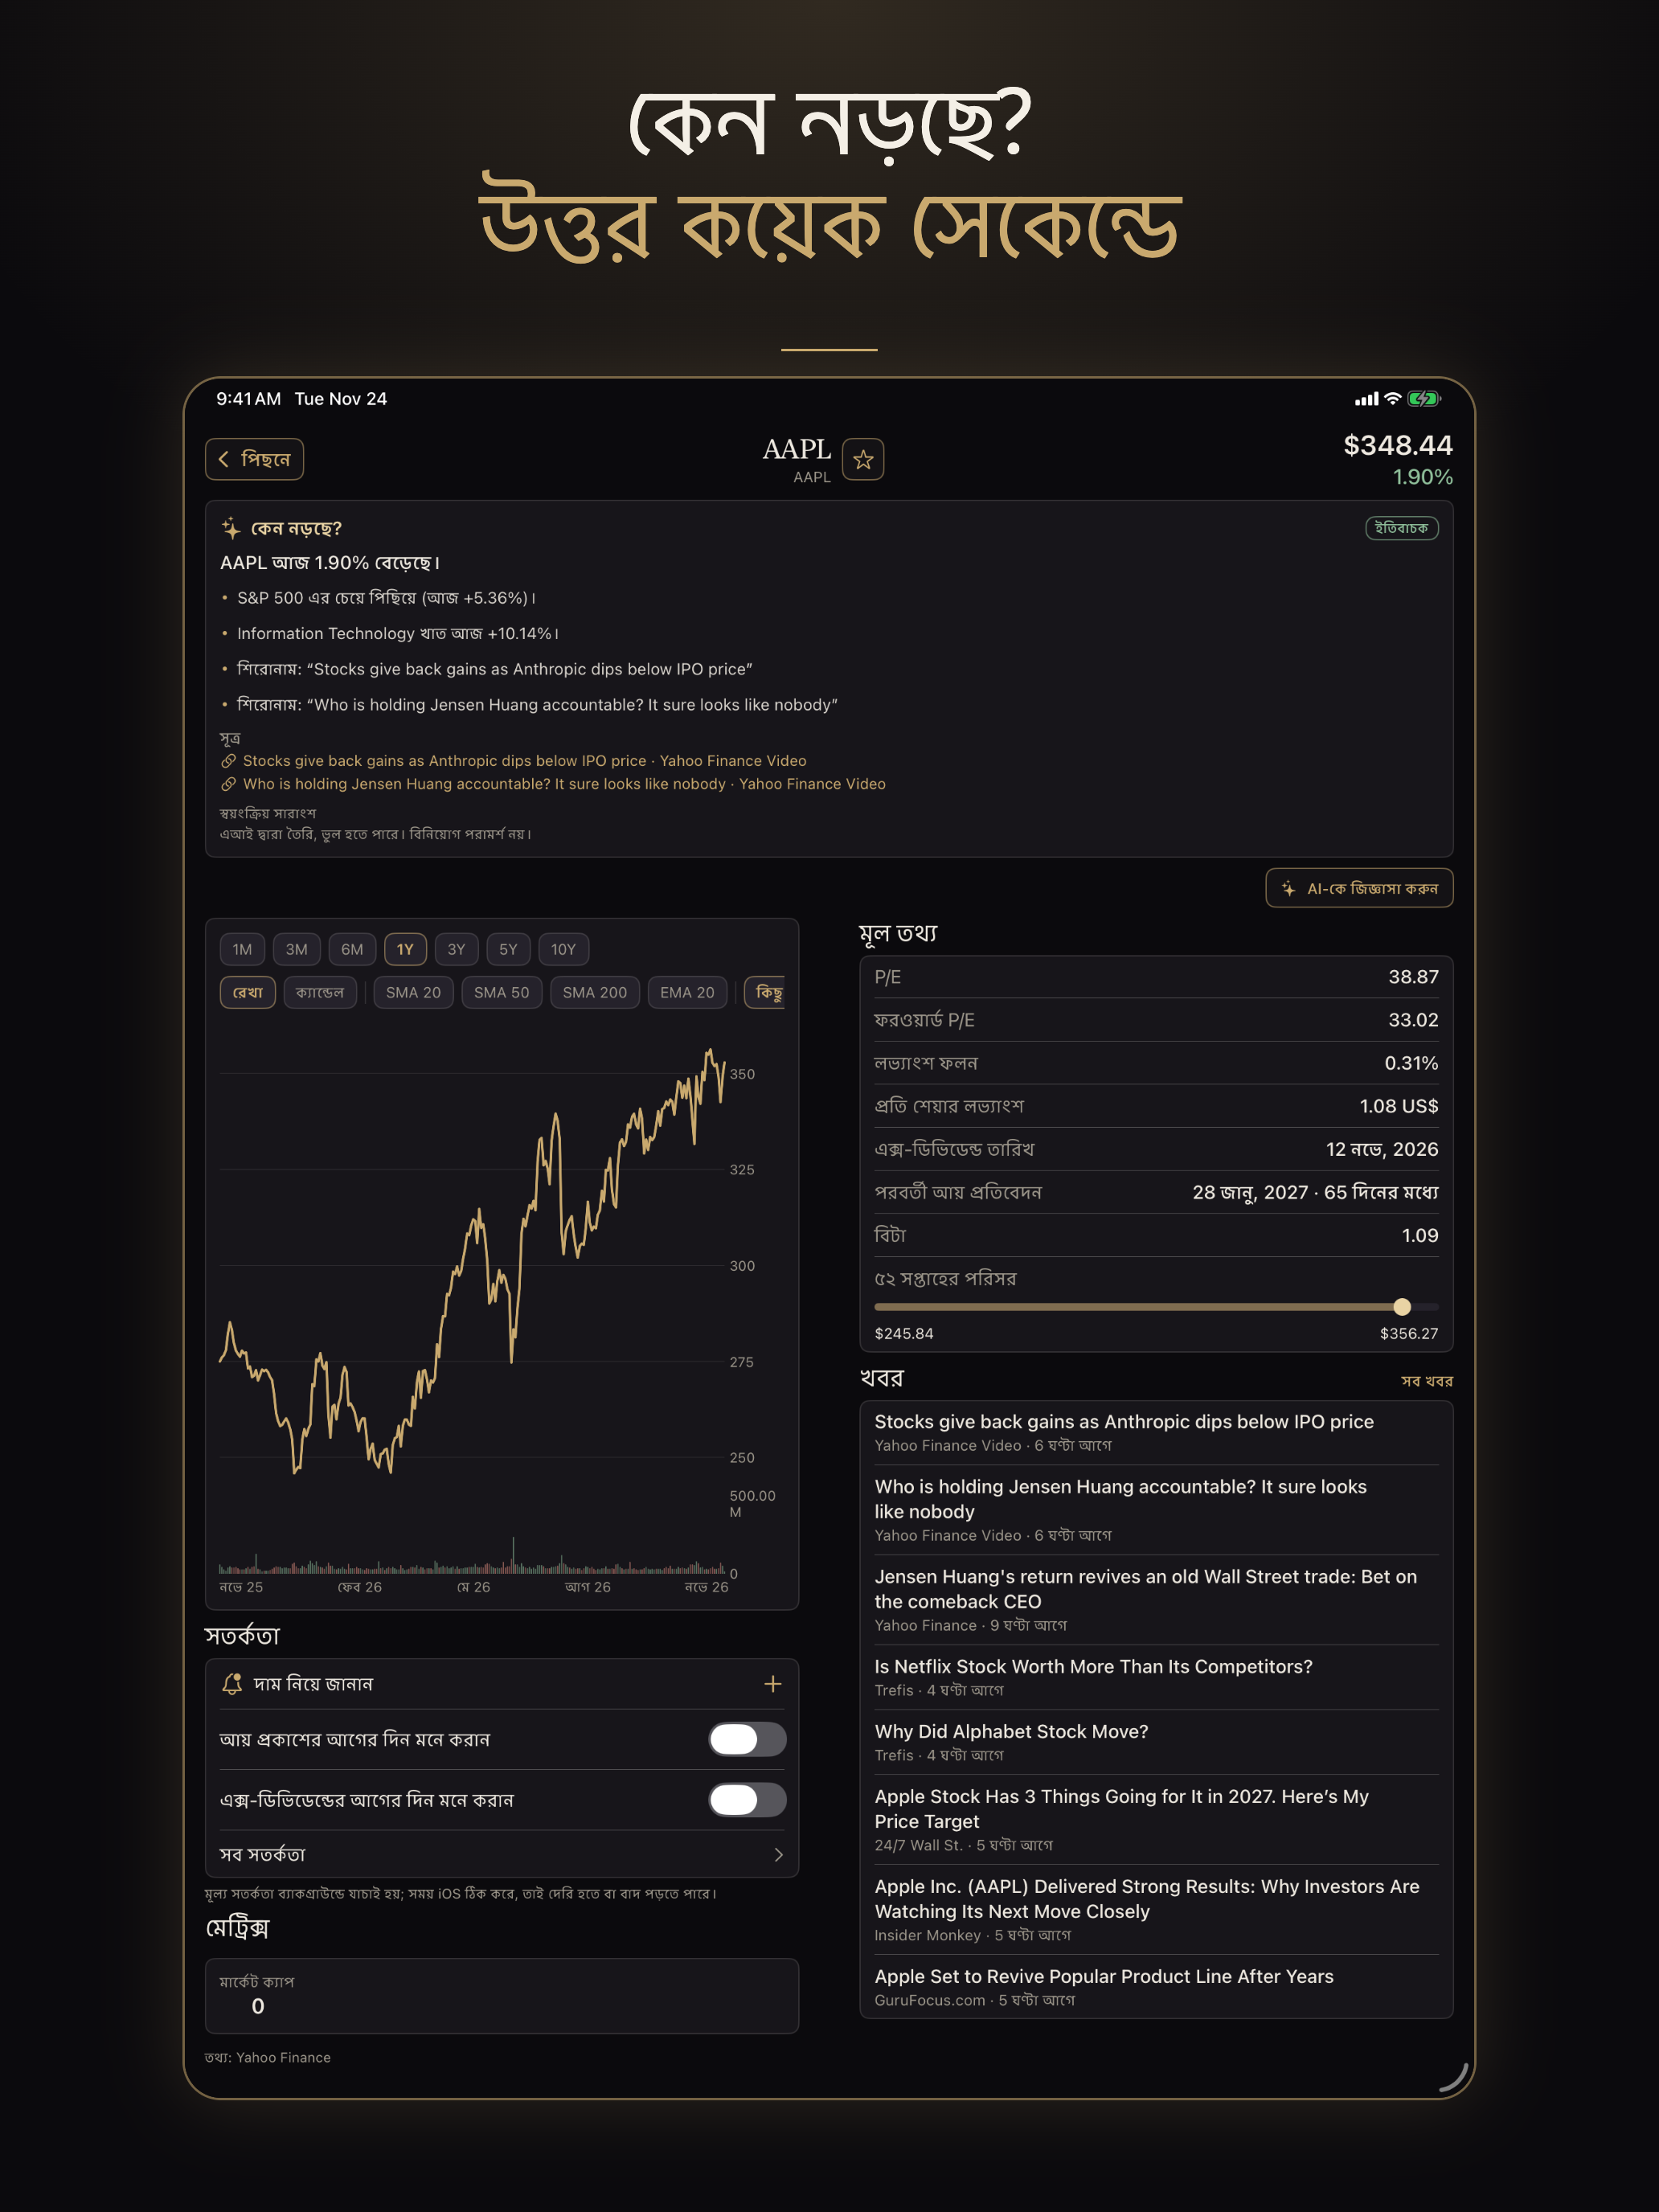 কেন নড়ছে?
উত্তর কয়েক সেকেন্ডে
9:41 AM Tue Nov 24
পিছনে
AAPL
AAPL
$348.44
1.90%
কেন নড়ছে?
ইতিবাচক
AAPL আজ 1.90% বেড়েছে।
• S&P 500 এর চেয়ে পিছিয়ে (আজ +5.36%)।
• Information Technology খাত আজ +10.14%।
• শিরোনাম: “Stocks give back gains as Anthropic dips below IPO price”
• শিরোনাম: “Who is holding Jensen Huang accountable? It sure looks like nobody”
সূত্র
Stocks give back gains as Anthropic dips below IPO price · Yahoo Finance Video
Who is holding Jensen Huang accountable? It sure looks like nobody · Yahoo Finance Video
স্বয়ংক্রিয় সারাংশ
এআই দ্বারা তৈরি, ভুল হতে পারে। বিনিয়োগ পরামর্শ নয়।
AI-কে জিজ্ঞাসা করুন
1M 3M 6M 1Y 3Y 5Y 10Y
রেখা ক্যান্ডেল SMA 20 SMA 50 SMA 200 EMA 20 কিছু
350
325
300
275
250
500.00
M
0
নভে 25 ফেব 26 মে 26 আগ 26 নভে 26
সতর্কতা
দাম নিয়ে জানান
আয় প্রকাশের আগের দিন মনে করান
এক্স-ডিভিডেন্ডের আগের দিন মনে করান
সব সতর্কতা
মূল্য সতর্কতা ব্যাকগ্রাউন্ডে যাচাই হয়; সময় iOS ঠিক করে, তাই দেরি হতে বা বাদ পড়তে পারে।
মেট্রিক্স
মার্কেট ক্যাপ
0
তথ্য: Yahoo Finance
মূল তথ্য
P/E 38.87
ফরওয়ার্ড P/E 33.02
লভ্যাংশ ফলন 0.31%
প্রতি শেয়ার লভ্যাংশ 1.08 US$
এক্স-ডিভিডেন্ড তারিখ 12 নভে, 2026
পরবর্তী আয় প্রতিবেদন 28 জানু, 2027 · 65 দিনের মধ্যে
বিটা 1.09
৫২ সপ্তাহের পরিসর
$245.84 $356.27
খবর
সব খবর
Stocks give back gains as Anthropic dips below IPO price
Yahoo Finance Video · 6 ঘণ্টা আগে
Who is holding Jensen Huang accountable? It sure looks
like nobody
Yahoo Finance Video · 6 ঘণ্টা আগে
Jensen Huang's return revives an old Wall Street trade: Bet on
the comeback CEO
Yahoo Finance · 9 ঘণ্টা আগে
Is Netflix Stock Worth More Than Its Competitors?
Trefis · 4 ঘণ্টা আগে
Why Did Alphabet Stock Move?
Trefis · 4 ঘণ্টা আগে
Apple Stock Has 3 Things Going for It in 2027. Here’s My
Price Target
24/7 Wall St. · 5 ঘণ্টা আগে
Apple Inc. (AAPL) Delivered Strong Results: Why Investors Are
Watching Its Next Move Closely
Insider Monkey · 5 ঘণ্টা আগে
Apple Set to Revive Popular Product Line After Years
GuruFocus.com · 5 ঘণ্টা আগে